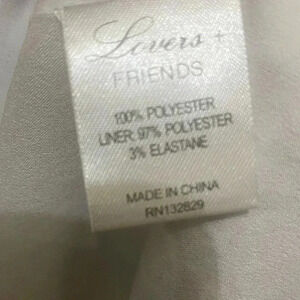 Lovers +
FRIENDS
100% POLYESTER
LINER: 97% POLYESTER
3% ELASTANE
MADE IN CHINA
RN132829